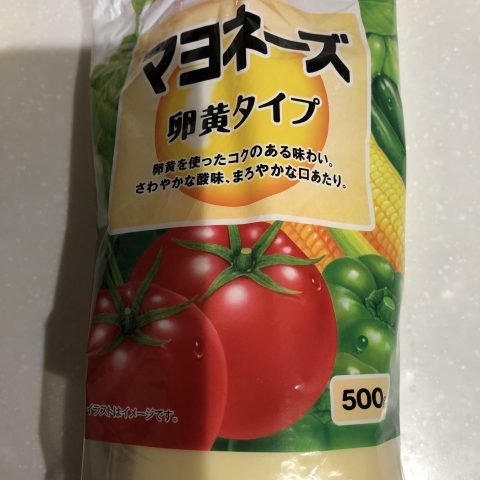 マヨネーズ
卵黄タイプ
卵黄を使ったコクのある味わい。
さわやかな酸味、まろやかな口あたり。
イラストはイメージです。
500